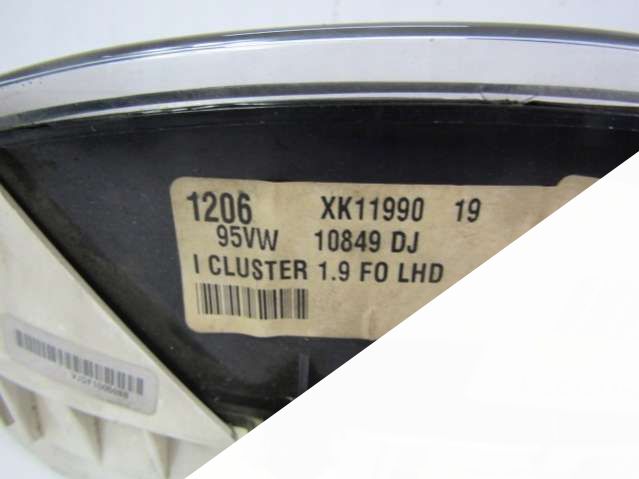 1206 XK11990 19
95VW 10849 DJ
I CLUSTER 1.9 FO LHD